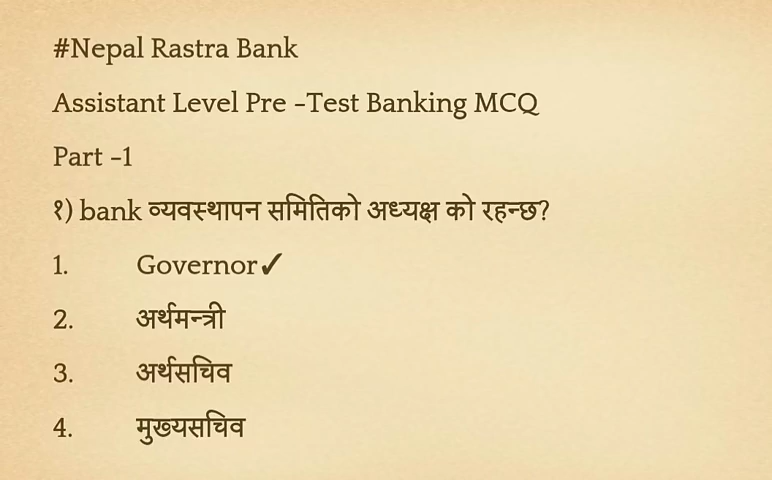 #Nepal Rastra Bank
Assistant Level Pre -Test Banking MCQ
Part -1
१) bank व्यवस्थापन समितिको अध्यक्ष को रहन्छ?
1. Governor✓
2. अर्थमन्त्री
3. अर्थसचिव
4. मुख्यसचिव